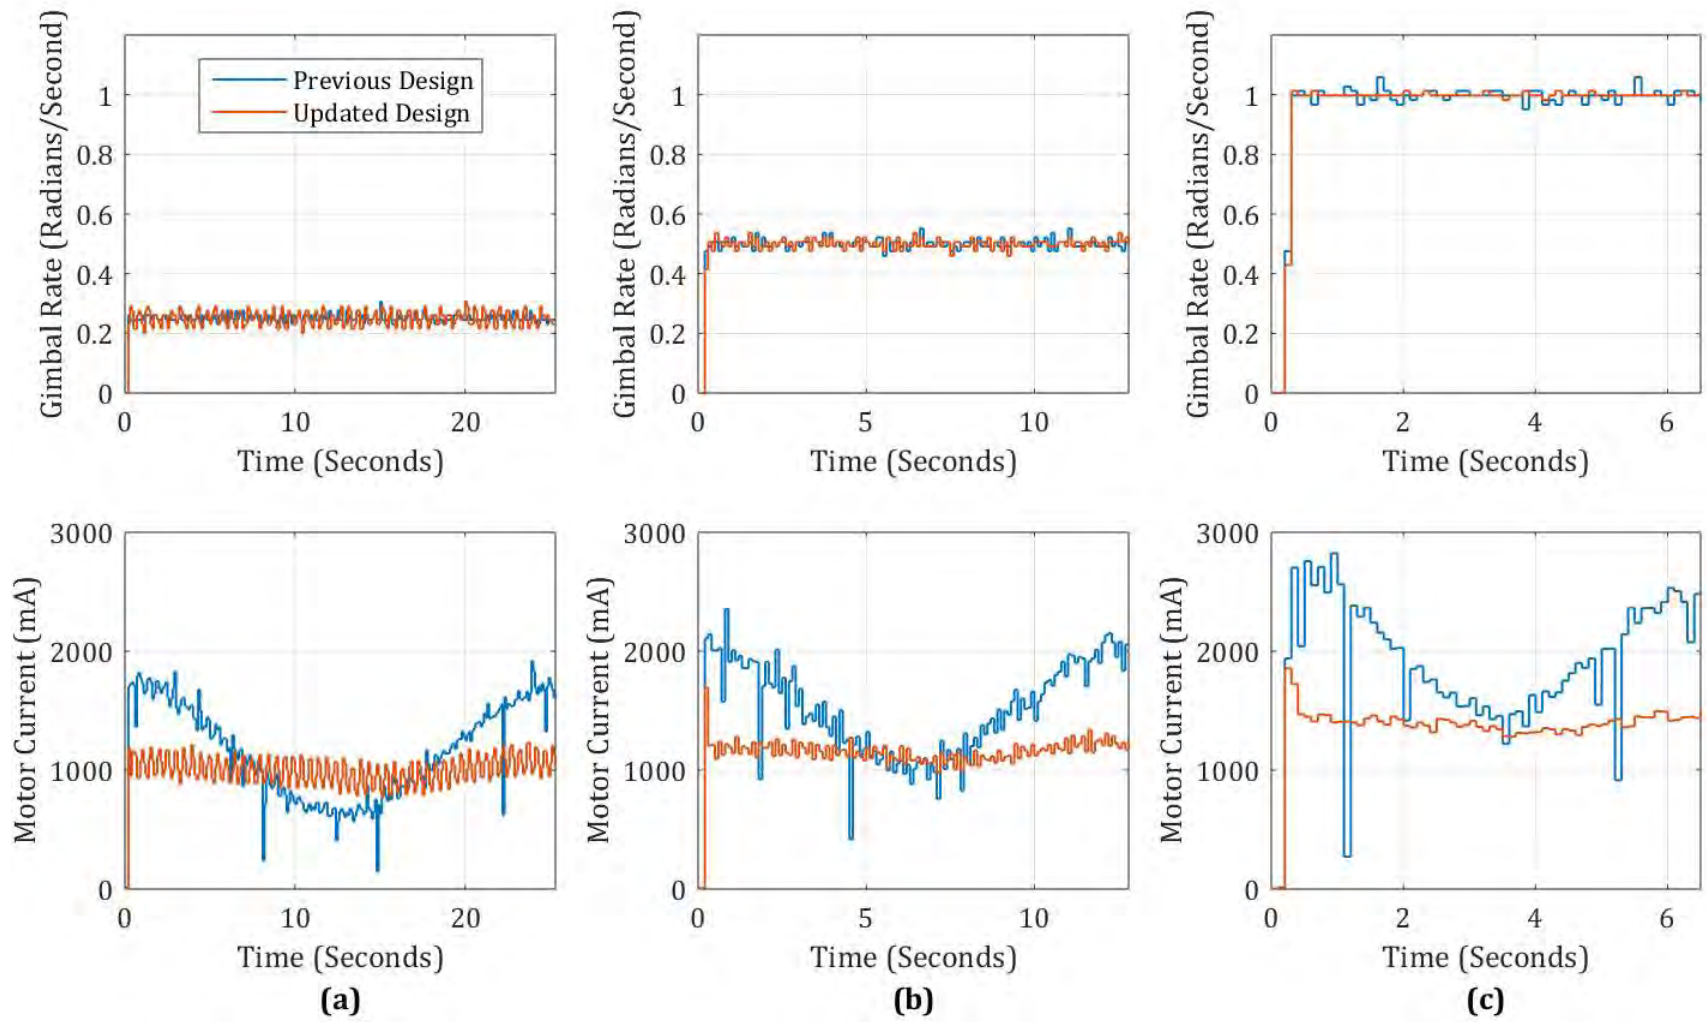 Gimbal Rate (Radians/Second)
1
0.8
0.6
0.4
0.2
0
0 10 20
Time (Seconds)
Previous Design
Updated Design
Gimbal Rate (Radians/Second)
1
0.8
0.6
0.4
0.2
0
0 5 10
Time (Seconds)
Gimbal Rate (Radians/Second)
1
0.8
0.6
0.4
0.2
0
0 2 4 6
Time (Seconds)
Motor Current (mA)
3000
2000
1000
0
0 10 20
Time (Seconds)
(a)
Motor Current (mA)
3000
2000
1000
0
0 5 10
Time (Seconds)
(b)
Motor Current (mA)
3000
2000
1000
0
0 2 4 6
Time (Seconds)
(c)